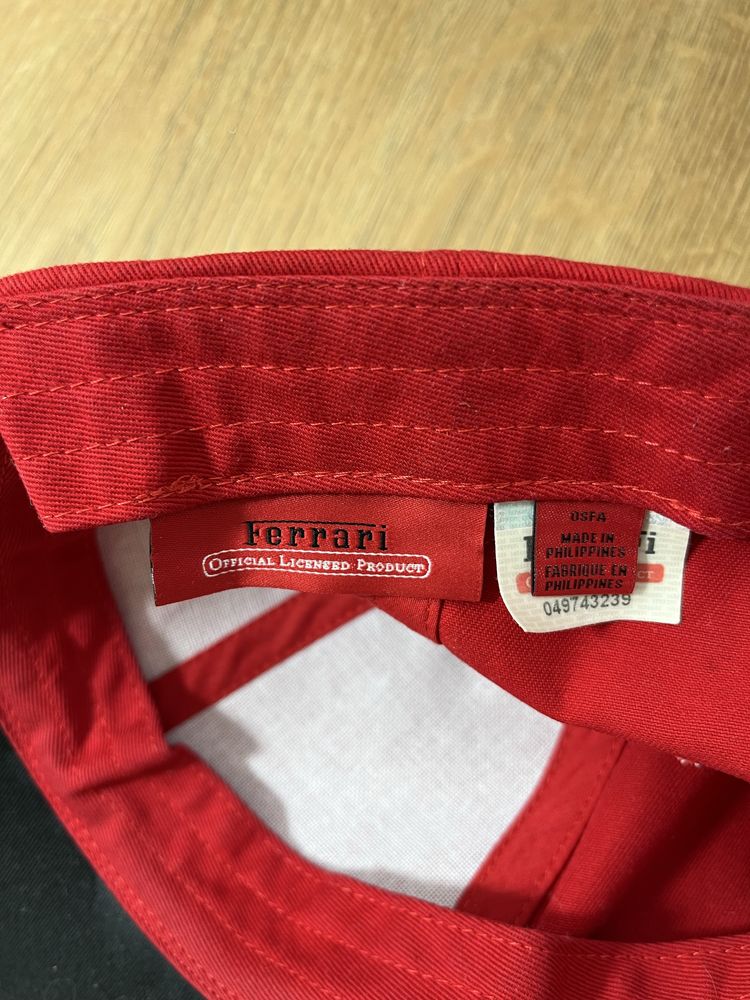 Ferrari
OFFICIAL LICENSED PRODUCT
OSFA
MADE IN
PHILIPPINES
FABRIQUE EN
PHILIPPINES
049743239